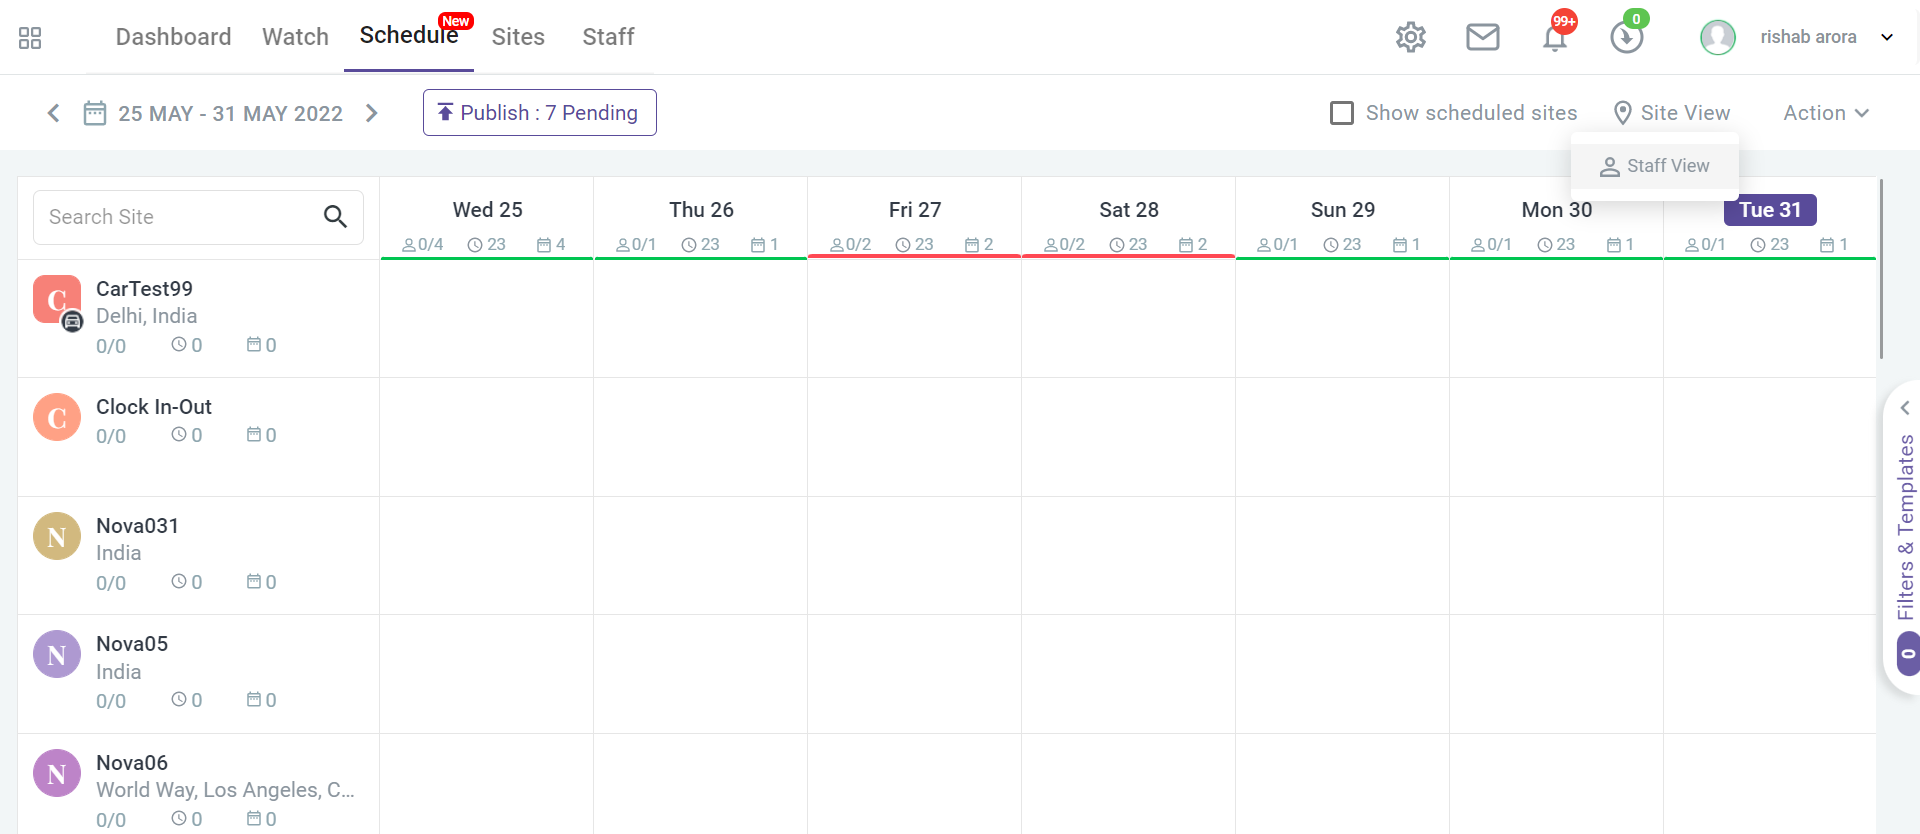 Dashboard Watch Schedule New Sites Staff 99+ 0 rishab arora
25 MAY - 31 MAY 2022 Publish : 7 Pending Show scheduled sites Site View Action
Staff View
Search Site Wed 25 Thu 26 Fri 27 Sat 28 Sun 29 Mon 30 Tue 31
0/4 23 4 0/1 23 1 0/2 23 2 0/2 23 2 0/1 23 1 0/1 23 1 0/1 23 1
C CarTest99
Delhi, India
0/0 0 0
C Clock In-Out
0/0 0 0
N Nova031
India
0/0 0 0
N Nova05
India
0/0 0 0
N Nova06
World Way, Los Angeles, C...
0/0 0 0
Filters & Templates
0